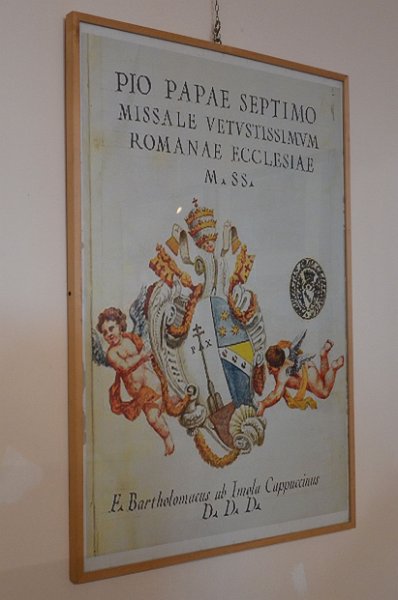 PIO PAPAE SEPTIMO
MISSALE VETVSTISSIMVM
ROMANAE ECCLESIAE
M. SS.
PAX
F. Bartholomaeus ab Imola Cappuccinus
D. D. D.